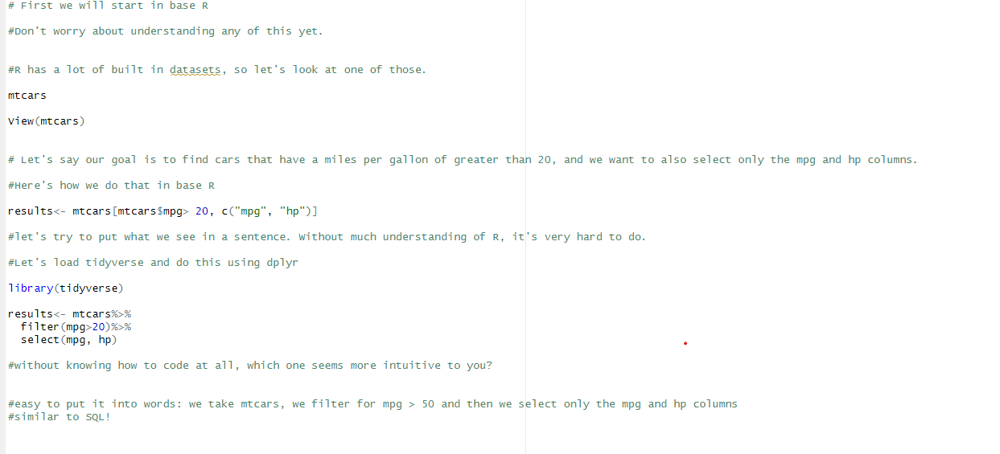 # First we will start in base R
#Don't worry about understanding any of this yet.
#R has a lot of built in datasets, so let's look at one of those.
mtcars
View(mtcars)
# Let's say our goal is to find cars that have a miles per gallon of greater than 20, and we want to also select only the mpg and hp columns.
#Here's how we do that in base R
results<- mtcars[mtcars$mpg> 20, c("mpg", "hp")]
#let's try to put what we see in a sentence. Without much understanding of R, it's very hard to do.
#Let's load tidyverse and do this using dplyr
library(tidyverse)
results<- mtcars%>%
  filter(mpg>20)%>%
  select(mpg, hp)
#without knowing how to code at all, which one seems more intuitive to you?
#easy to put it into words: we take mtcars, we filter for mpg > 50 and then we select only the mpg and hp columns
#similar to SQL!